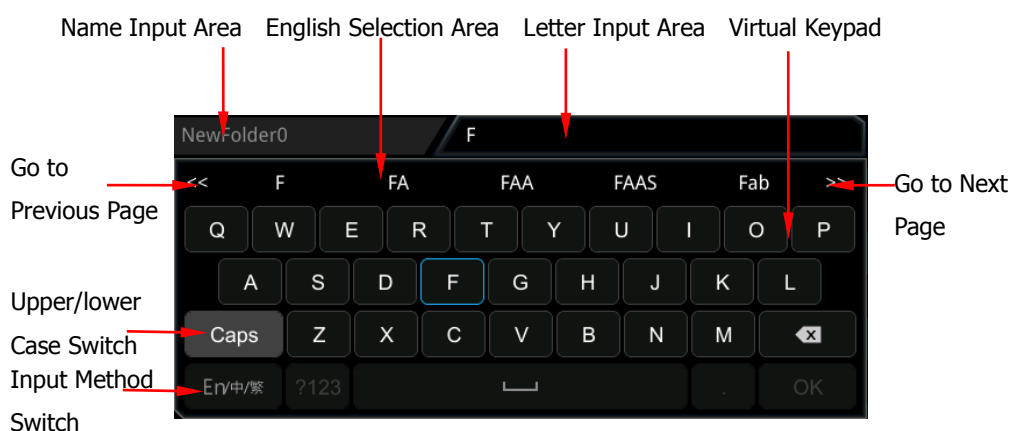 Name Input Area English Selection Area Letter Input Area Virtual Keypad
NewFolder0 F
Go to
Previous Page
<< F FA FAA FAAS Fab >>
Go to Next
Page
Q W E R T Y U I O P
A S D F G H J K L
Upper/lower
Case Switch
Caps Z X C V B N M x
Input Method
Switch
En/中/繁 ?123 . OK